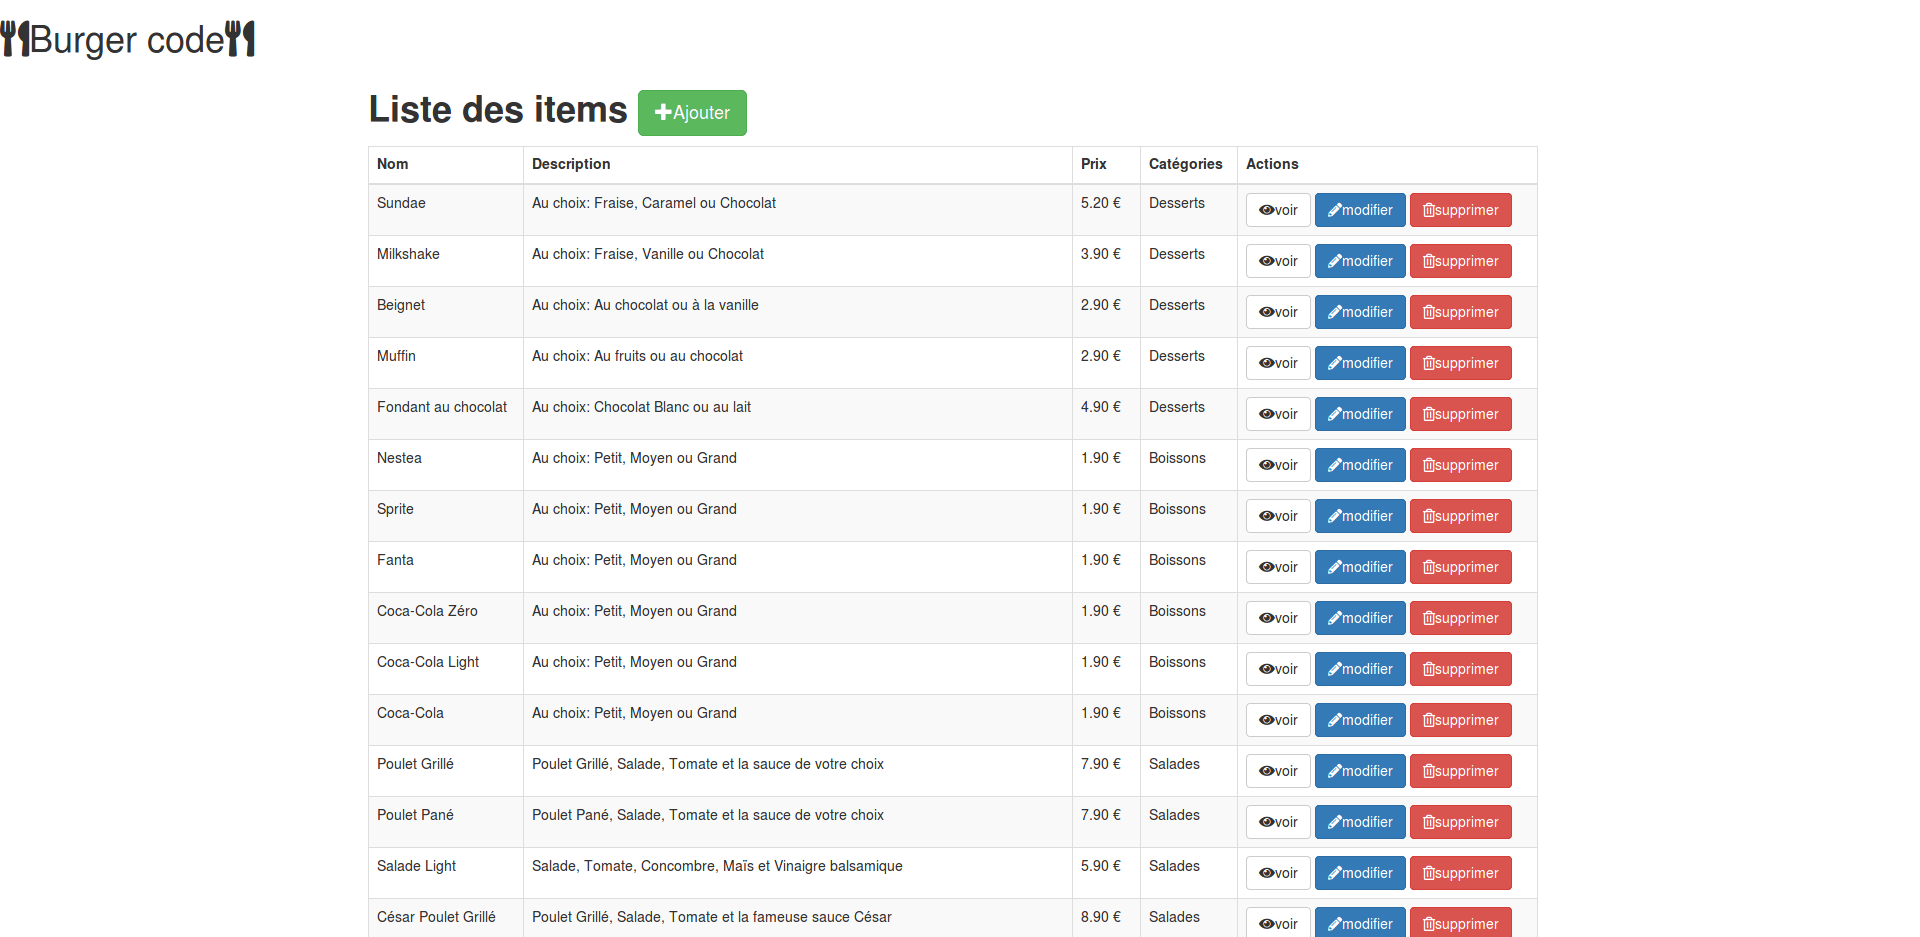 Burger code
Liste des items Ajouter
Nom Description Prix Catégories Actions
Sundae Au choix: Fraise, Caramel ou Chocolat 5.20 € Desserts voir modifier supprimer
Milkshake Au choix: Fraise, Vanille ou Chocolat 3.90 € Desserts voir modifier supprimer
Beignet Au choix: Au chocolat ou à la vanille 2.90 € Desserts voir modifier supprimer
Muffin Au choix: Au fruits ou au chocolat 2.90 € Desserts voir modifier supprimer
Fondant au chocolat Au choix: Chocolat Blanc ou au lait 4.90 € Desserts voir modifier supprimer
Nestea Au choix: Petit, Moyen ou Grand 1.90 € Boissons voir modifier supprimer
Sprite Au choix: Petit, Moyen ou Grand 1.90 € Boissons voir modifier supprimer
Fanta Au choix: Petit, Moyen ou Grand 1.90 € Boissons voir modifier supprimer
Coca-Cola Zéro Au choix: Petit, Moyen ou Grand 1.90 € Boissons voir modifier supprimer
Coca-Cola Light Au choix: Petit, Moyen ou Grand 1.90 € Boissons voir modifier supprimer
Coca-Cola Au choix: Petit, Moyen ou Grand 1.90 € Boissons voir modifier supprimer
Poulet Grillé Poulet Grillé, Salade, Tomate et la sauce de votre choix 7.90 € Salades voir modifier supprimer
Poulet Pané Poulet Pané, Salade, Tomate et la sauce de votre choix 7.90 € Salades voir modifier supprimer
Salade Light Salade, Tomate, Concombre, Maïs et Vinaigre balsamique 5.90 € Salades voir modifier supprimer
César Poulet Grillé Poulet Grillé, Salade, Tomate et la fameuse sauce César 8.90 € Salades voir modifier supprimer